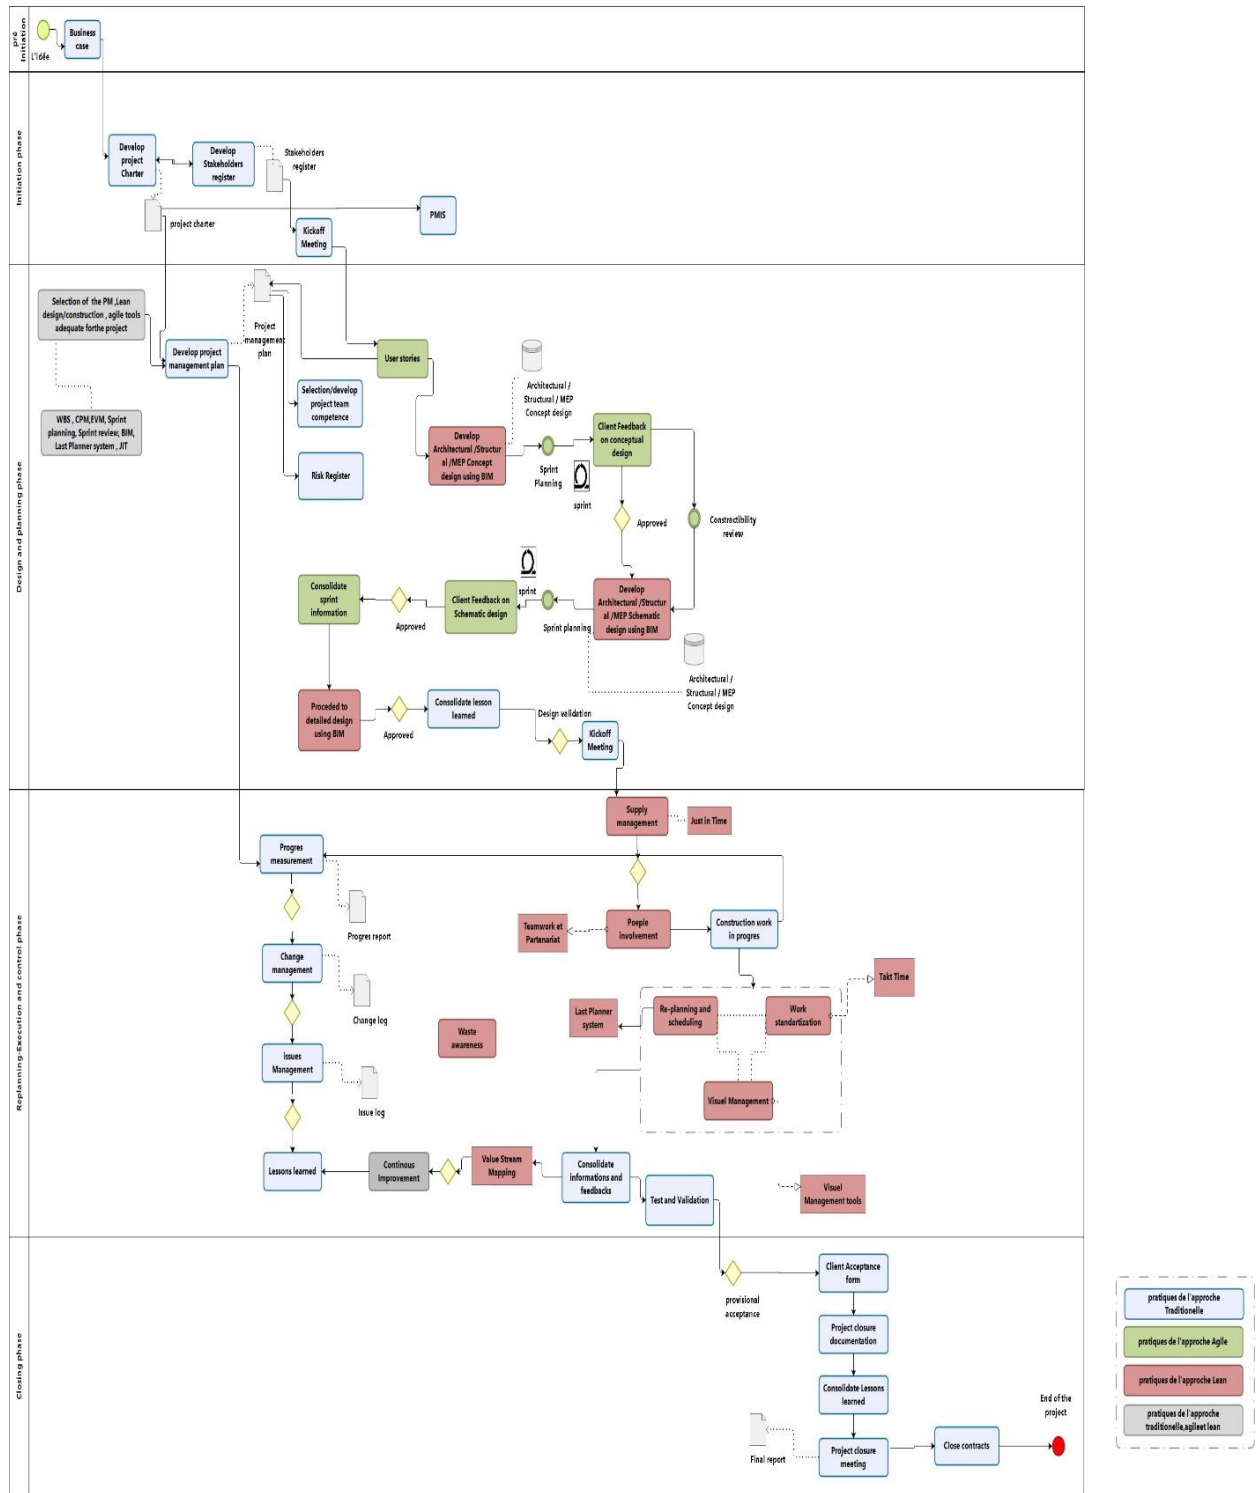 pré
Initiation
L'idée
Business
case
Initiation phase
Develop
project
Charter
Develop
Stakeholders
register
Stakeholders
register
project charter
PMIS
Kickoff
Meeting
Design and planning phase
Selection of the PM ,Lean
design/construction , agile tools
adequate forthe project
Develop project
management plan
Project
management
plan
User stories
WBS , CPM,EVM, Sprint
planning, Sprint review, BIM,
Last Planner system , JIT
Selection/develop
project team
competence
Risk Register
Architectural /
Structural / MEP
Concept design
Develop
Architectural /Structur
al /MEP Concept
design using BIM
Sprint
Planning
sprint
Client Feedback
on conceptual
design
Approved
Constractibility
review
Consolidate
sprint
information
Approved
Client Feedback on
Schematic design
sprint
Sprint planning
Develop
Architectural /Structur
al /MEP Schematic
design using BIM
Architectural /
Structural / MEP
Concept design
Proceded to
detailed design
using BIM
Approved
Consolidate lesson
learned
Design validation
Kickoff
Meeting
Replanning-Execution and control phase
Supply
management
Just in Time
Progres
measurement
Progres report
Teamwork et
Partenariat
Poeple
involvement
Construction work
in progres
Change
management
Change log
Takt Time
Last Planner
system
Re-planning and
scheduling
Work
standartization
Waste
awareness
issues
Management
Issue log
Visuel Management
Lessons learned
Continous
Improvement
Value Stream
Mapping
Consolidate
informations and
feedbacks
Test and Validation
Visuel
Management tools
Closing phase
provisional
acceptance
Client Acceptance
form
Project closure
documentation
Consolidate Lessons
learned
Final report
Project closure
meeting
Close contracts
End of the
project
pratiques de l'approche
Traditionelle
pratiques de l'approche Agile
pratiques de l'approche Lean
pratiques de l'approche
traditionelle,agileet lean